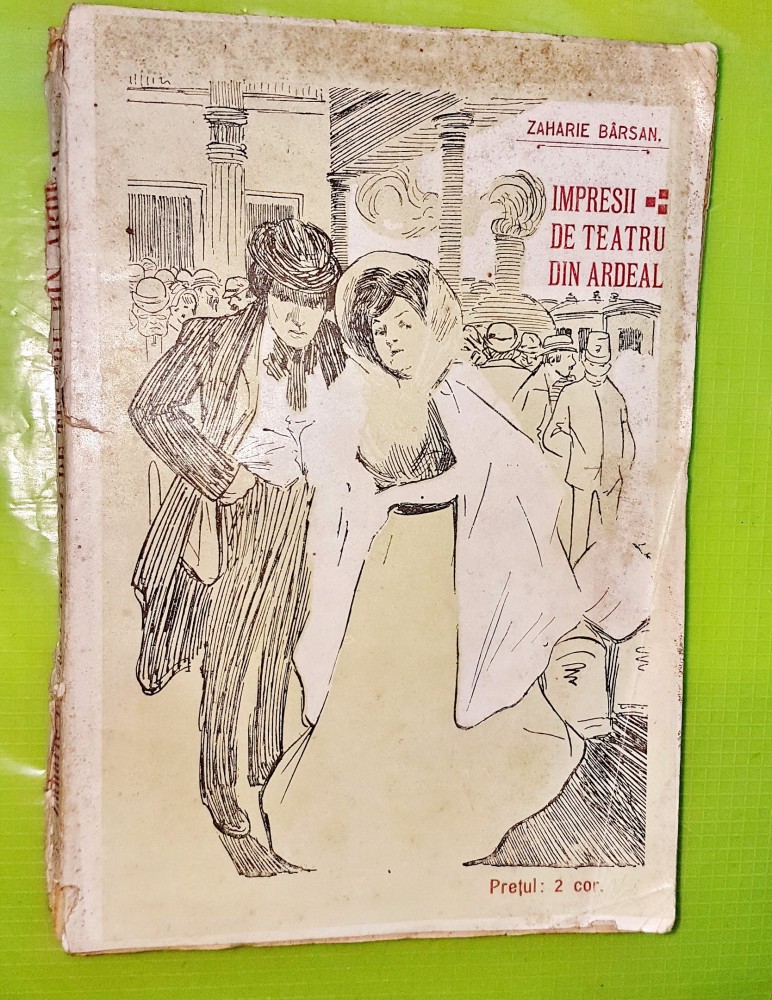 ZAHARIE BÂRSAN.
IMPRESII
DE TEATRU
DIN ARDEAL
Prețul: 2 cor.